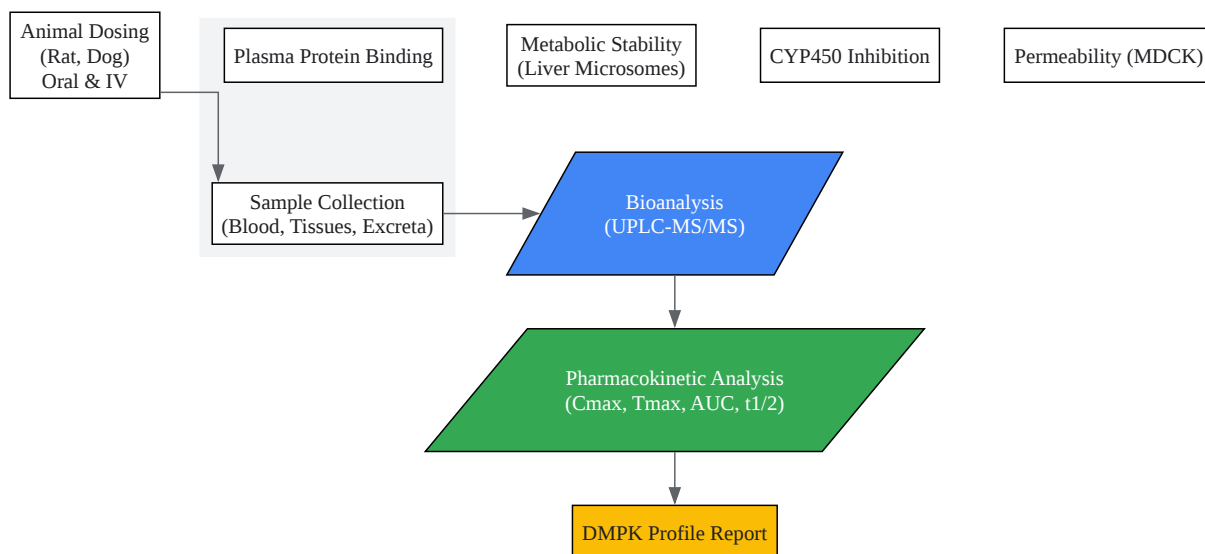 Animal Dosing
(Rat, Dog)
Oral & IV
Plasma Protein Binding
Metabolic Stability
(Liver Microsomes)
CYP450 Inhibition
Permeability (MDCK)
Sample Collection
(Blood, Tissues, Excreta)
Bioanalysis
(UPLC-MS/MS)
Pharmacokinetic Analysis
(Cmax, Tmax, AUC, t1/2)
DMPK Profile Report